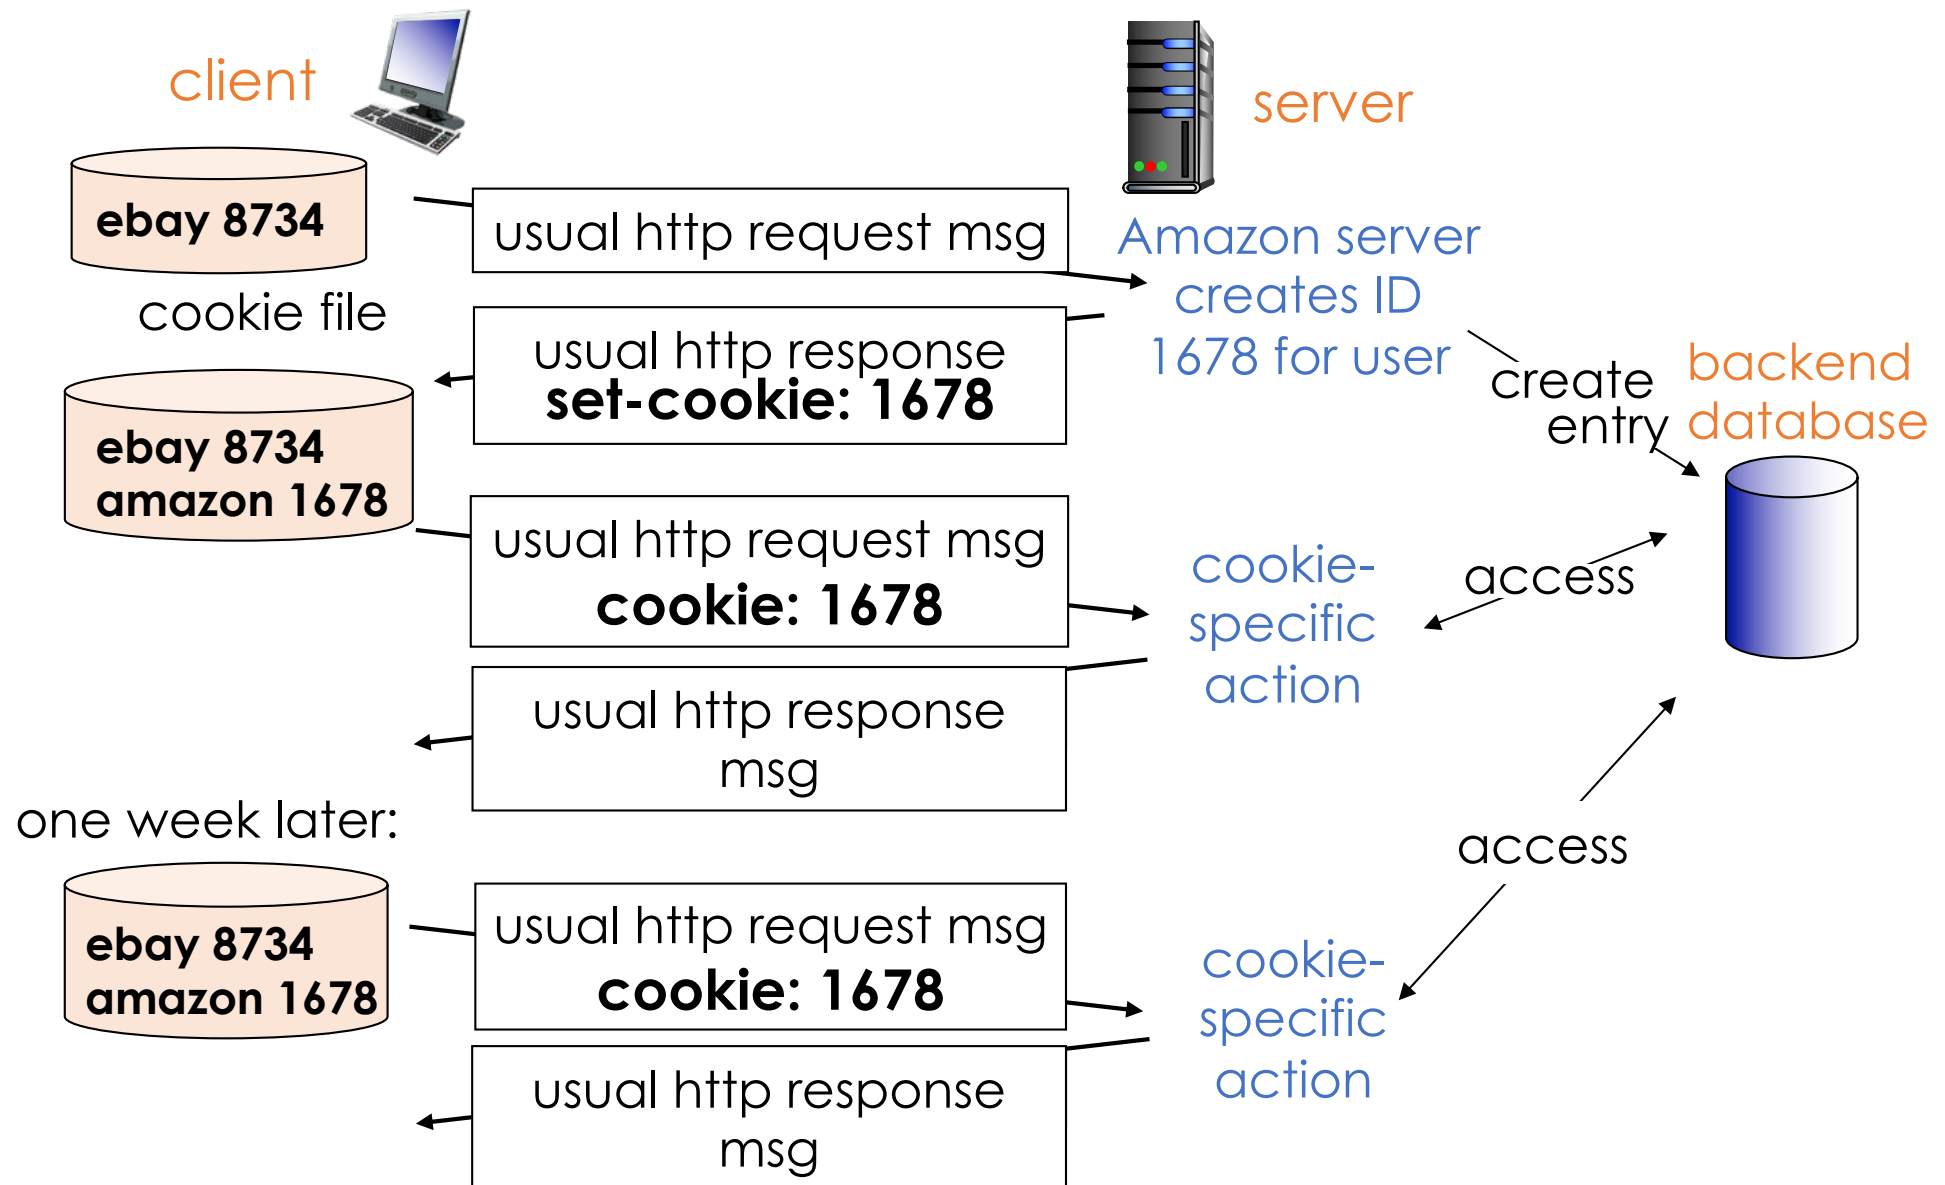 client
server
ebay 8734
cookie file
usual http request msg
Amazon server
creates ID
1678 for user
usual http response
set-cookie: 1678
create
entry
backend
database
ebay 8734
amazon 1678
usual http request msg
cookie: 1678
cookie-
specific
action
access
usual http response
msg
one week later:
access
ebay 8734
amazon 1678
usual http request msg
cookie: 1678
cookie-
specific
action
usual http response
msg